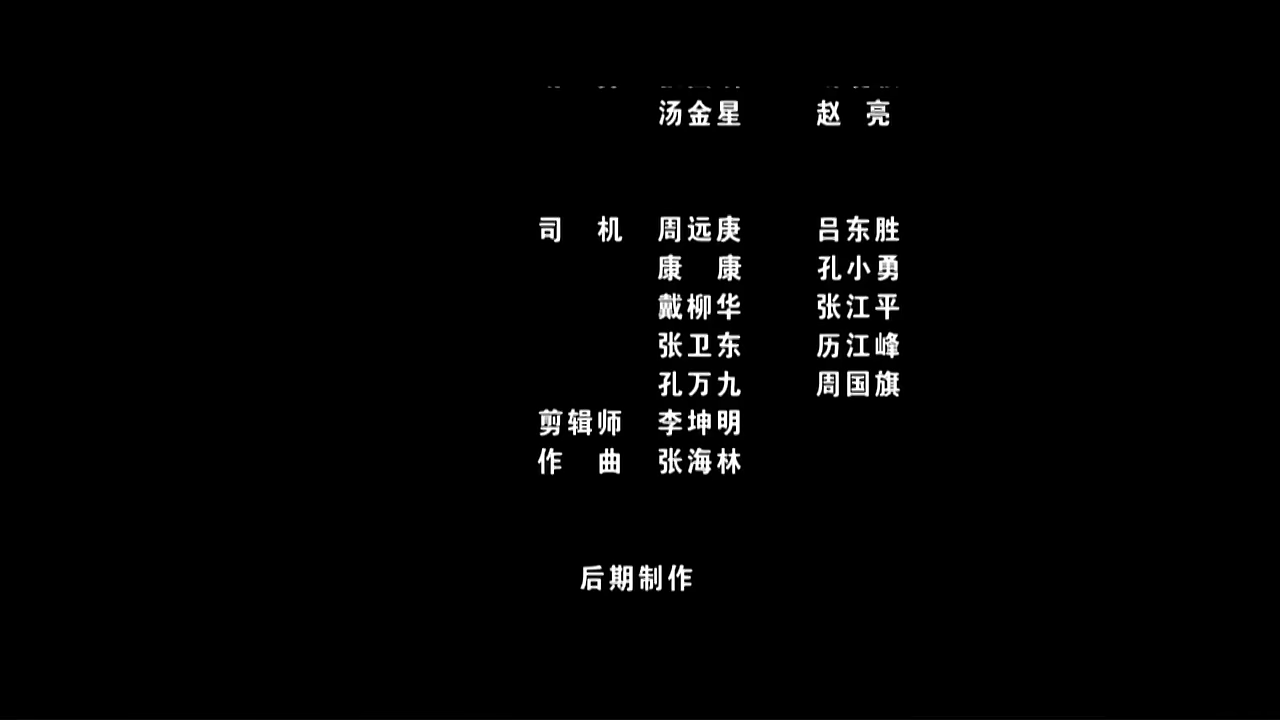 汤金星 赵 亮
司 机 周远庚 吕东胜
康 康 孔小勇
戴柳华 张江平
张卫东 历江峰
孔万九 周国旗
剪辑师 李坤明
作 曲 张海林
后期制作